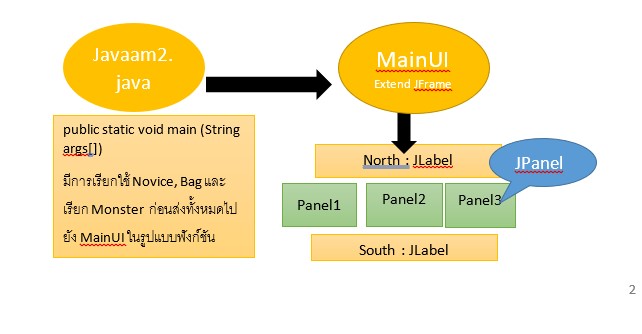 Javaam2.
java
MainUI
Extend JFrame
public static void main (String
args[])
มีการเรียกใช้ Novice, Bag และ
เรียก Monster ก่อนส่งทั้งหมดไป
ยัง MainUI ในรูปแบบฟังก์ชัน
North : JLabel
JPanel
Panel1
Panel2
Panel3
South : JLabel
2